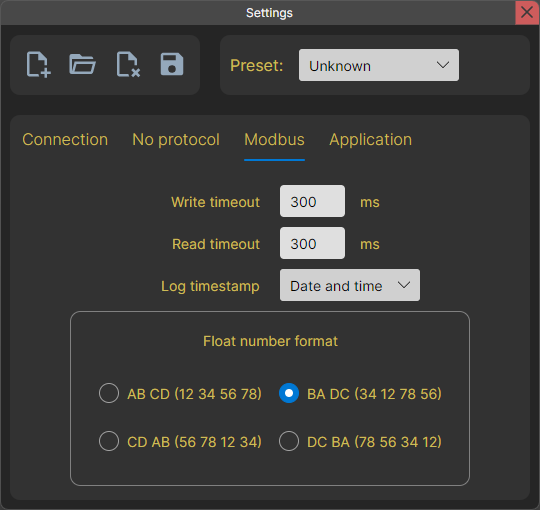 Settings
Preset: Unknown
Connection No protocol Modbus Application
Write timeout 300 ms
Read timeout 300 ms
Log timestamp Date and time
Float number format
AB CD (12 34 56 78) BA DC (34 12 78 56)
CD AB (56 78 12 34) DC BA (78 56 34 12)